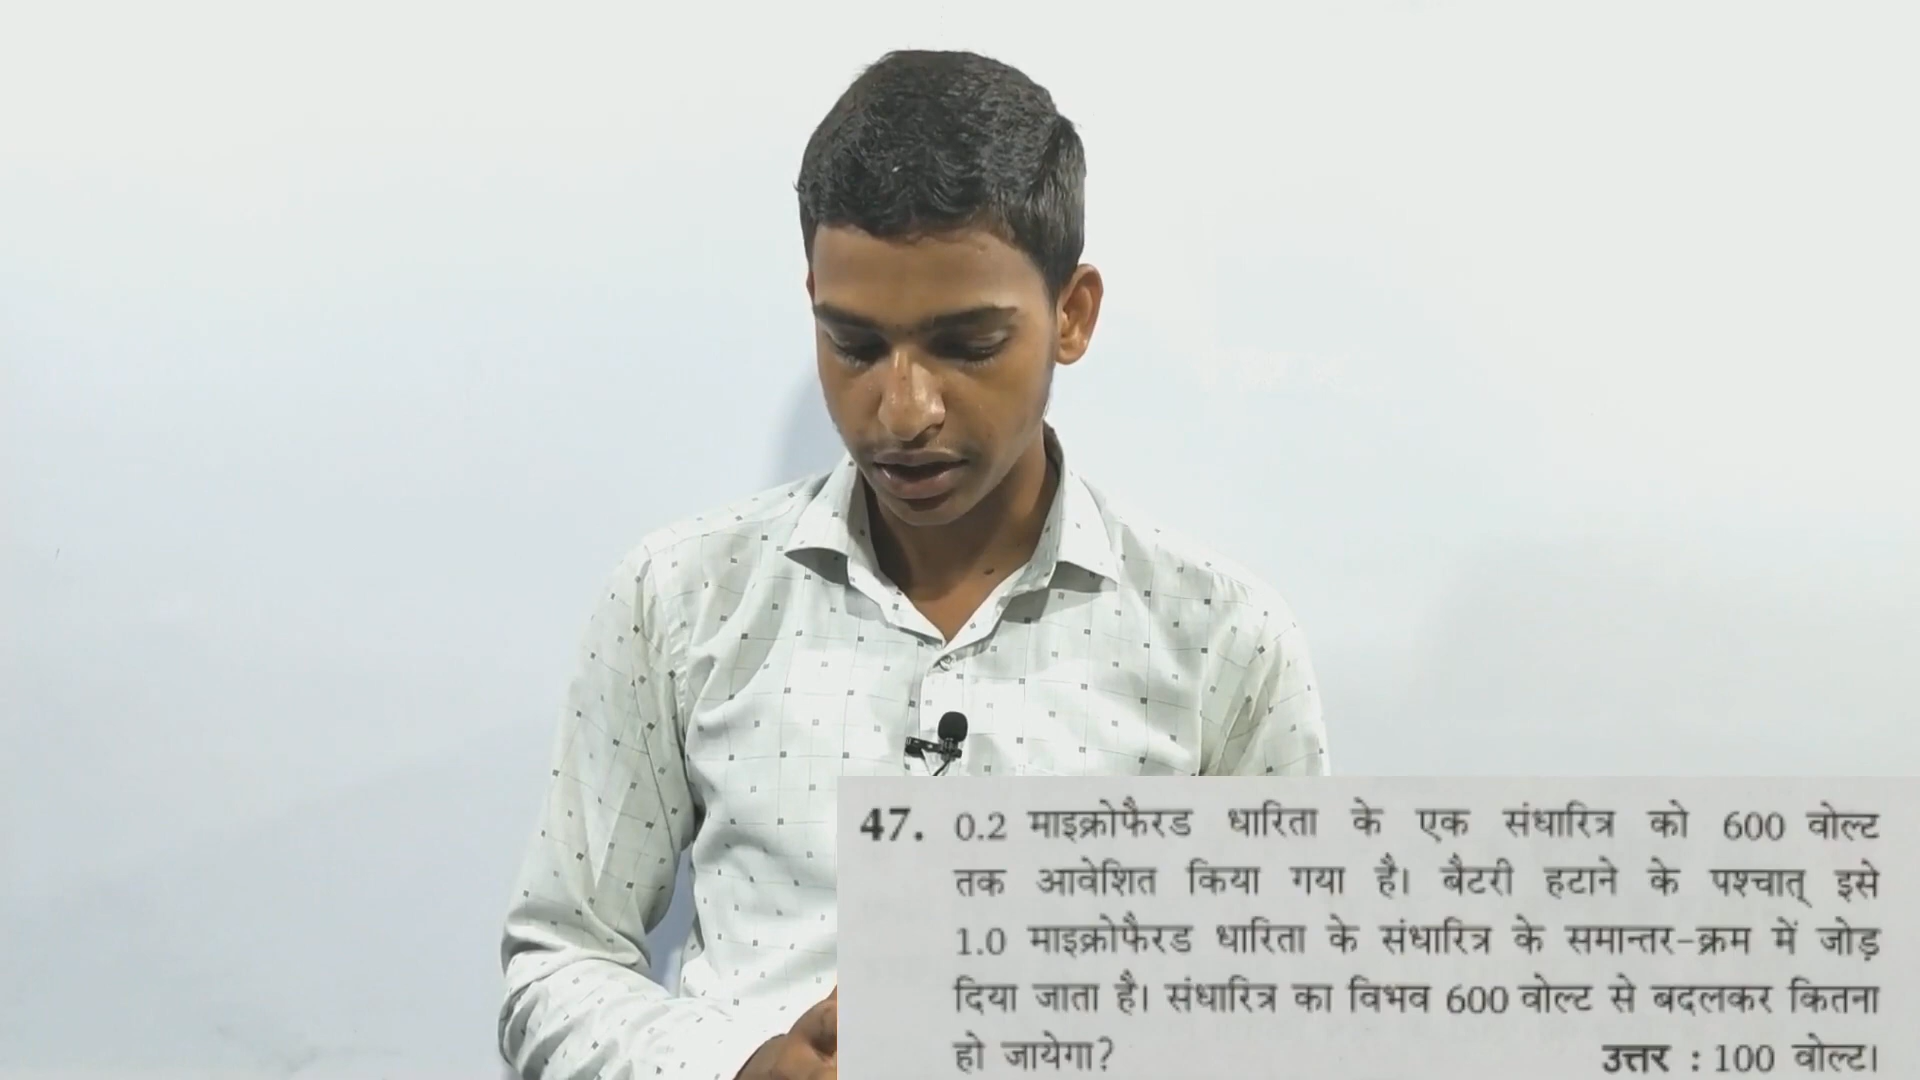 47. 0.2 माइक्रोफैरड धारिता के एक संधारित्र को 600 वोल्ट
तक आवेशित किया गया है। बैटरी हटाने के पश्चात् इसे
1.0 माइक्रोफैरड धारिता के संधारित्र के समान्तर-क्रम में जोड़
दिया जाता है। संधारित्र का विभव 600 वोल्ट से बदलकर कितना
हो जायेगा? उत्तर : 100 वोल्ट।